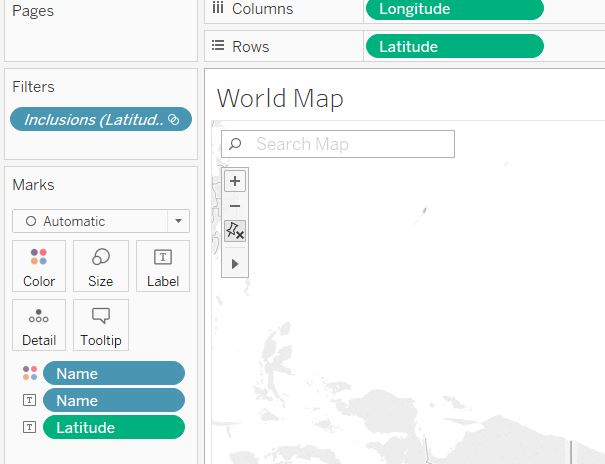 Pages
Columns
Longitude
Rows
Latitude
Filters
Inclusions (Latitud..
World Map
Search Map
Marks
Automatic
Color
Size
Label
Detail
Tooltip
Name
Name
Latitude